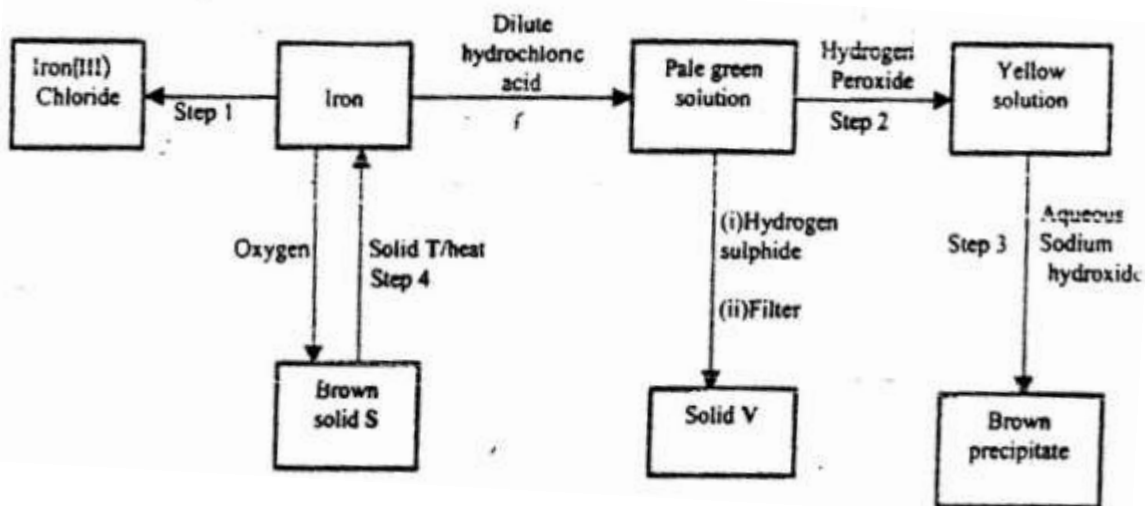 Iron(III)
Chloride
Step 1
Iron
Dilute
hydrochloric
acid
Pale green
solution
Hydrogen
Peroxide
Step 2
Yellow
solution
Oxygen
Solid T/heat
Step 4
(i)Hydrogen
sulphide
(ii)Filter
Step 3
Aqueous
Sodium
hydroxide
Brown
solid S
Solid V
Brown
precipitate